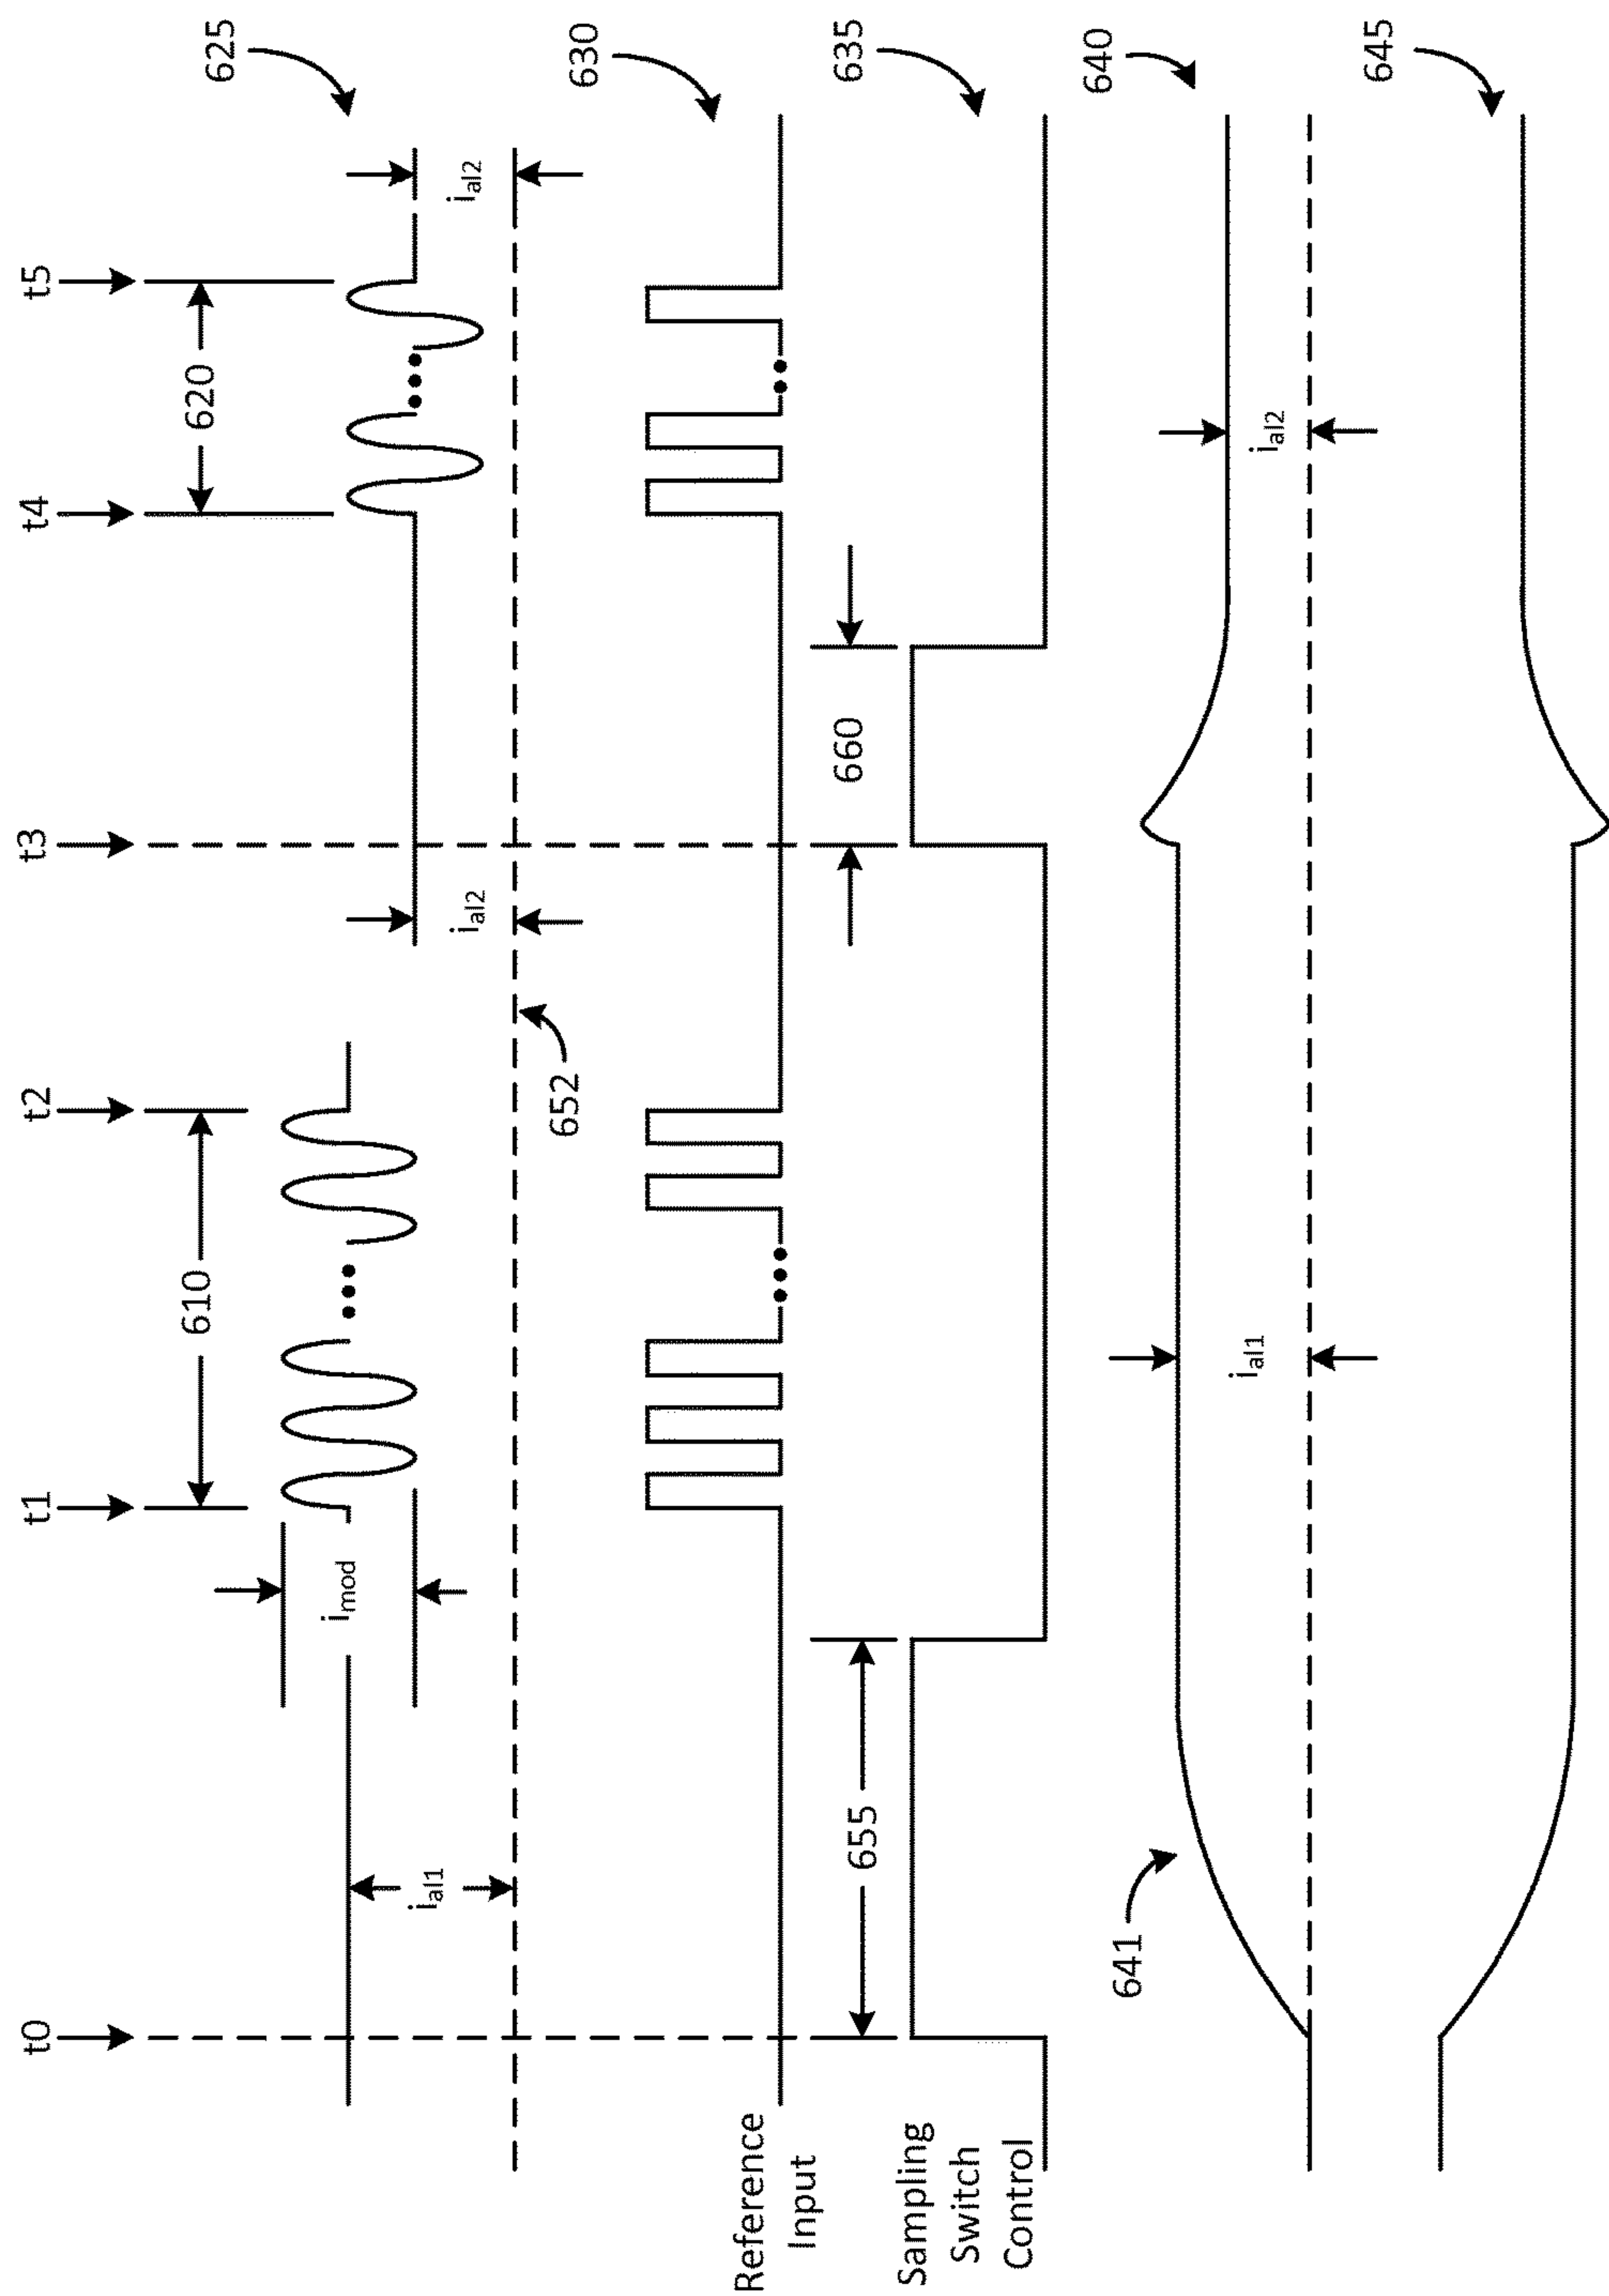 t0
t1
t2
t3
t4
t5
610
620
625
i_mod
i_al1
i_al2
i_al2
652
630
Reference
Input
635
655
660
Sampling
Switch
Control
640
641
i_al1
i_al2
645